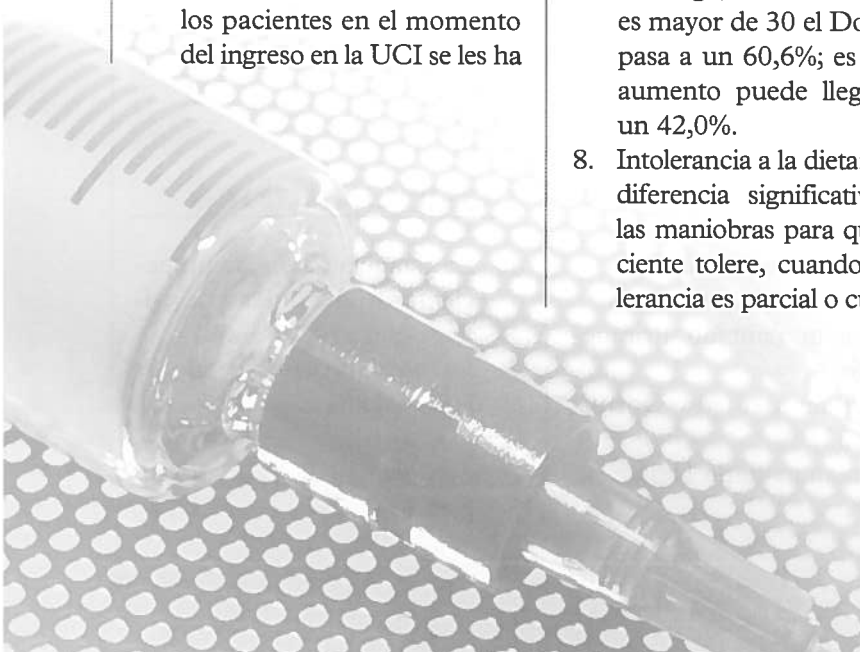 los pacientes en el momento
del ingreso en la UCI se les ha
es mayor de 30 el
pasa a un 60,6%; es
aumento puede
un 42,0%.
8. Intolerancia a la dieta
diferencia
las maniobras para
ciente tolere, cuando
lerancia es parcial o